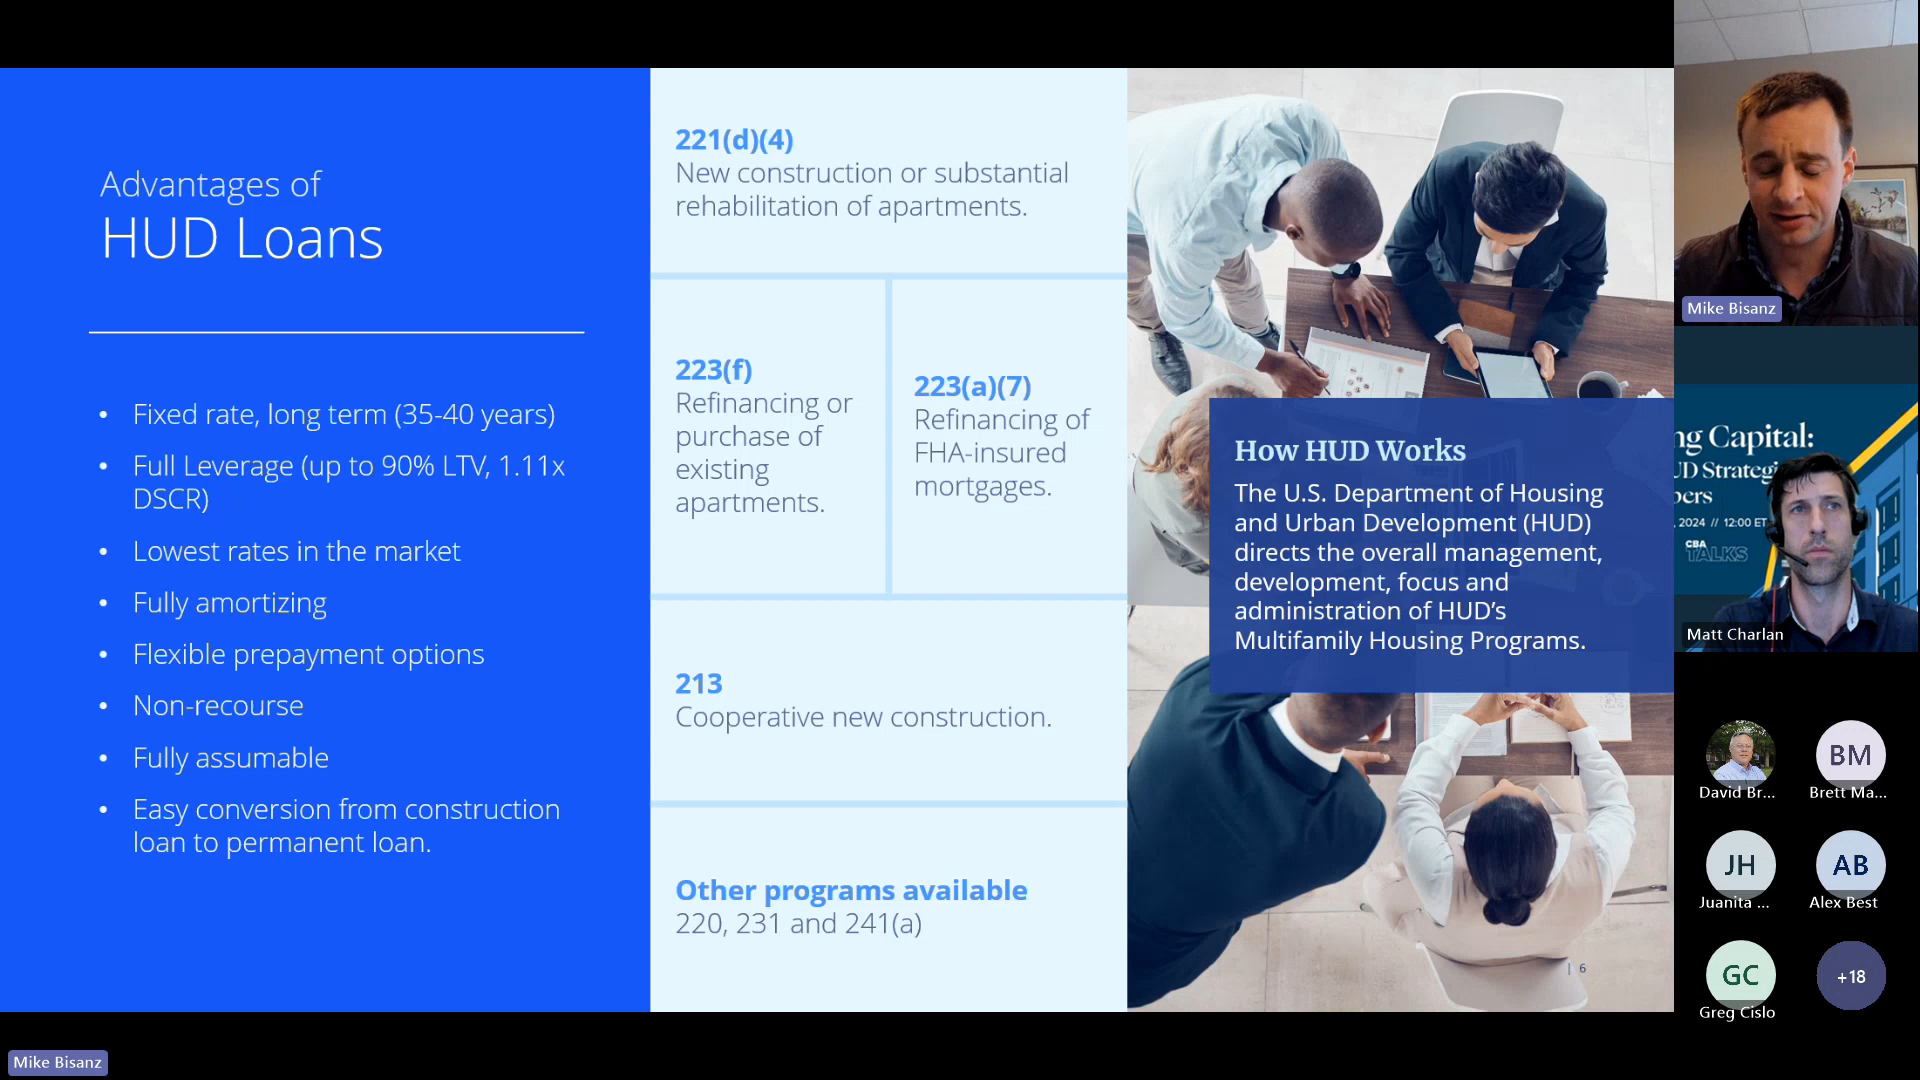 Advantages of
HUD Loans
• Fixed rate, long term (35-40 years)
• Full Leverage (up to 90% LTV, 1.11x
DSCR)
• Lowest rates in the market
• Fully amortizing
• Flexible prepayment options
• Non-recourse
• Fully assumable
• Easy conversion from construction
loan to permanent loan.
221(d)(4)
New construction or substantial
rehabilitation of apartments.
223(f)
Refinancing or
purchase of
existing
apartments.
223(a)(7)
Refinancing of
FHA-insured
mortgages.
213
Cooperative new construction.
Other programs available
220, 231 and 241(a)
How HUD Works
The U.S. Department of Housing
and Urban Development (HUD)
directs the overall management,
development, focus and
administration of HUD’s
Multifamily Housing Programs.
| 6
Mike Bisanz
ng Capital:
UD Strategi
bers
, 2024 // 12:00 ET
CBA
TALKS
Matt Charlan
David Br...
BM
Brett Ma...
JH
Juanita ...
AB
Alex Best
GC
Greg Cislo
+18
Mike Bisanz